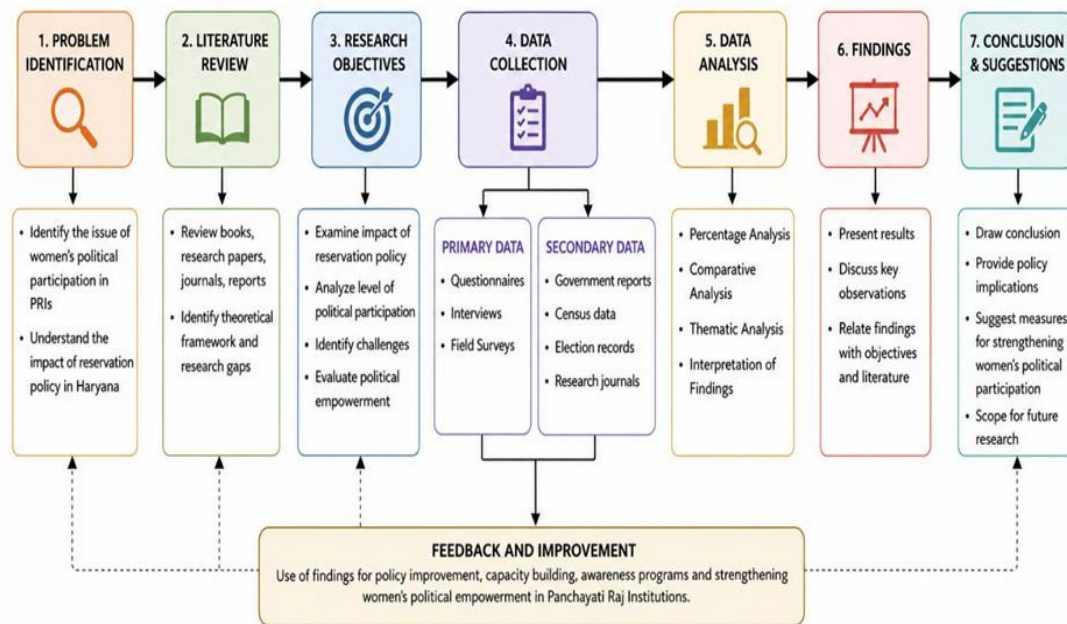 1. PROBLEM
IDENTIFICATION
2. LITERATURE
REVIEW
3. RESEARCH
OBJECTIVES
4. DATA
COLLECTION
5. DATA
ANALYSIS
6. FINDINGS
7. CONCLUSION
& SUGGESTIONS
• Identify the issue of
women's political
participation in
PRIs
• Understand the
impact of reservation
policy in Haryana
• Review books,
research papers,
journals, reports
• Identify theoretical
framework and
research gaps
• Examine impact of
reservation policy
• Analyze level of
political participation
• Identify challenges
• Evaluate political
empowerment
PRIMARY DATA
• Questionnaires
• Interviews
• Field Surveys
SECONDARY DATA
• Government reports
• Census data
• Election records
• Research journals
• Percentage Analysis
• Comparative
Analysis
• Thematic Analysis
• Interpretation of
Findings
• Present results
• Discuss key
observations
• Relate findings
with objectives
and literature
• Draw conclusion
• Provide policy
implications
• Suggest measures
for strengthening
women's political
participation
• Scope for future
research
FEEDBACK AND IMPROVEMENT
Use of findings for policy improvement, capacity building, awareness programs and strengthening
women's political empowerment in Panchayati Raj Institutions.